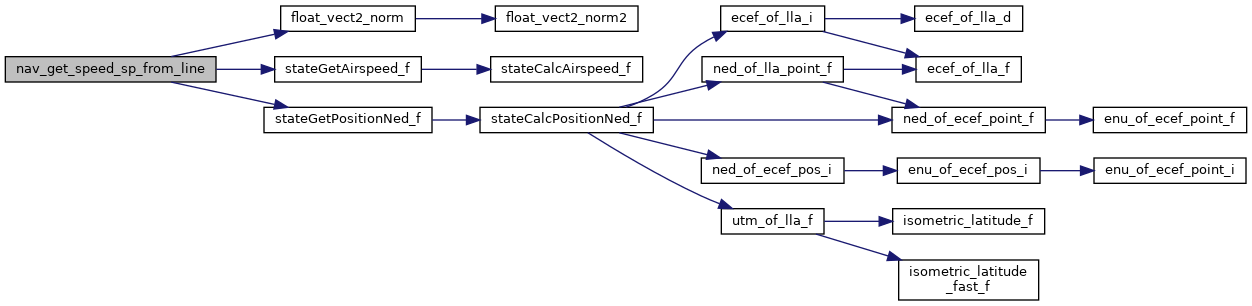 nav_get_speed_sp_from_line
float_vect2_norm
float_vect2_norm2
stateGetAirspeed_f
stateCalcAirspeed_f
stateGetPositionNed_f
stateCalcPositionNed_f
ecef_of_lla_i
ecef_of_lla_d
ned_of_lla_point_f
ecef_of_lla_f
ned_of_ecef_point_f
enu_of_ecef_point_f
ned_of_ecef_pos_i
enu_of_ecef_pos_i
enu_of_ecef_point_i
utm_of_lla_f
isometric_latitude_f
isometric_latitude
_fast_f